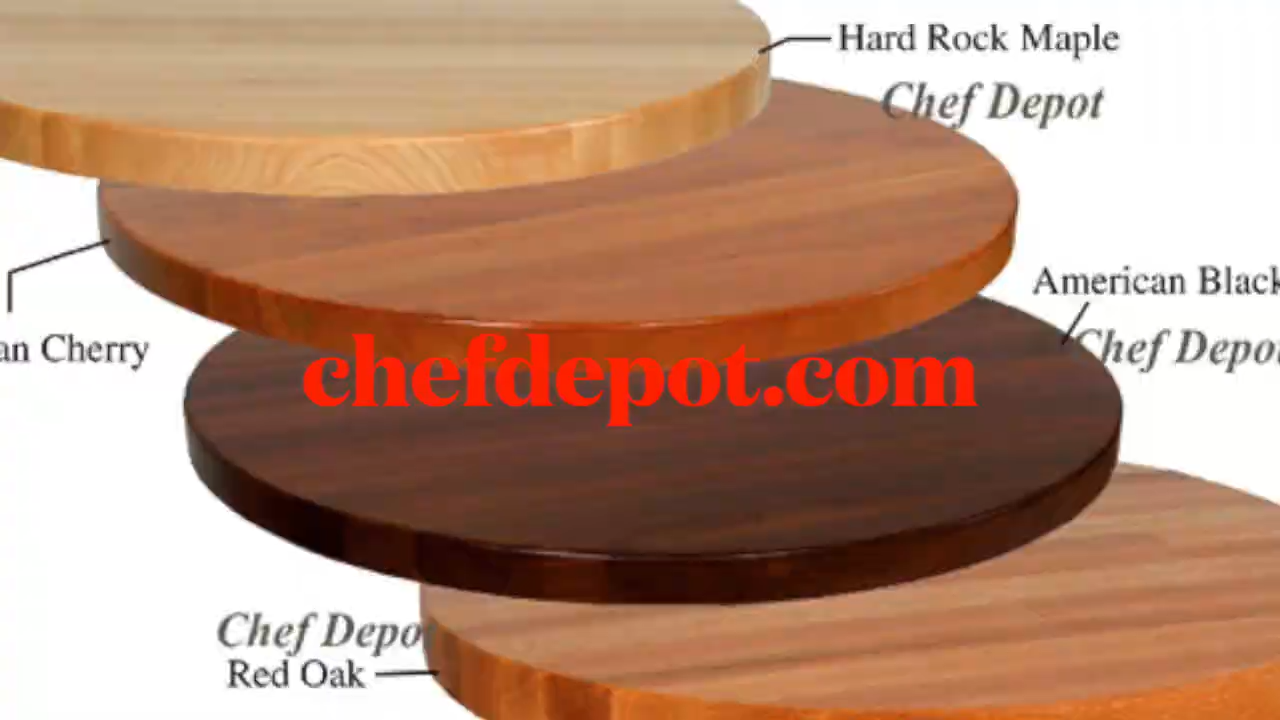 Hard Rock Maple
Chef Depot
American Black
Chef Depot
an Cherry
chefdepot.com
Chef Depot
Red Oak